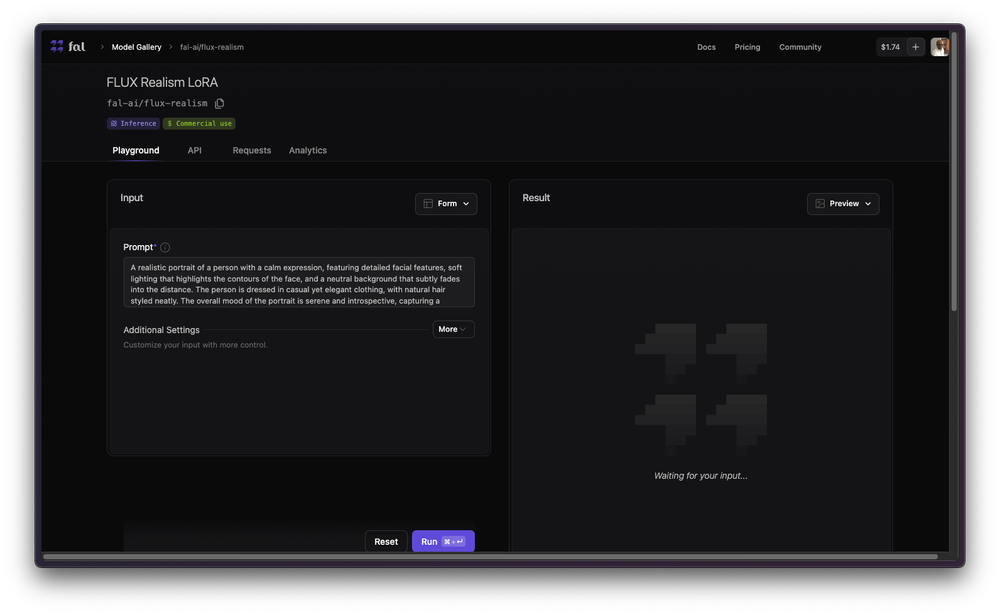 fal > Model Gallery > fal-ai/flux-realism Docs Pricing Community $1.74 +
FLUX Realism LoRA
fal-ai/flux-realism
Inference $ Commercial use
Playground API Requests Analytics
Input
Form
Prompt*
A realistic portrait of a person with a calm expression, featuring detailed facial features, soft
lighting that highlights the contours of the face, and a neutral background that subtly fades
into the distance. The person is dressed in casual yet elegant clothing, with natural hair
styled neatly. The overall mood of the portrait is serene and introspective, capturing a
Additional Settings
More
Customize your input with more control.
Reset
Run ⌘+↵
Result
Preview
Waiting for your input...